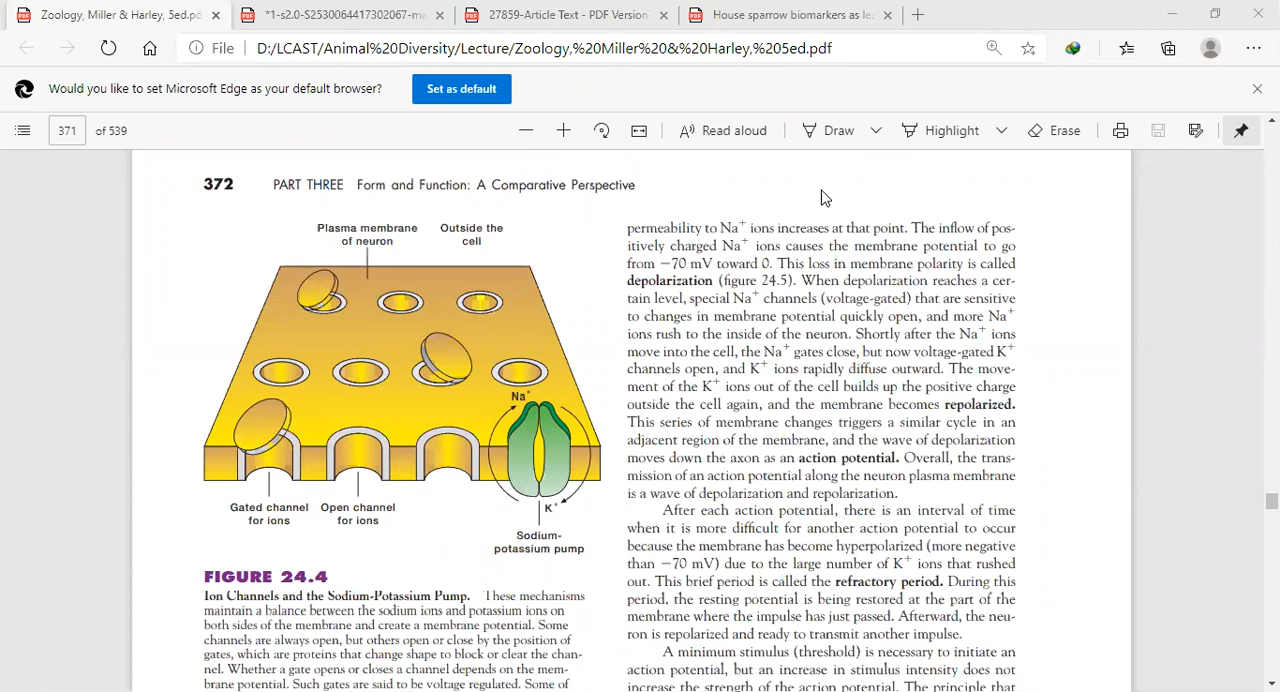 Zoology, Miller & Harley, 5ed.pd
*1-s2.0-S2530064417302067-ma
27859-Article Text - PDF Version-
House sparrow biomarkers as le
File D:/LCAST/Animal%20Diversity/Lecture/Zoology,%20Miller%20&%20Harley,%205ed.pdf
Would you like to set Microsoft Edge as your default browser? Set as default
371 of 539 Read aloud Draw Highlight Erase
372 PART THREE Form and Function: A Comparative Perspective
Plasma membrane
of neuron
Outside the
cell
Na+
K+
Gated channel
for ions
Open channel
for ions
Sodium-
potassium pump
FIGURE 24.4
Ion Channels and the Sodium-Potassium Pump. These mechanisms
maintain a balance between the sodium ions and potassium ions on
both sides of the membrane and create a membrane potential. Some
channels are always open, but others open or close by the position of
gates, which are proteins that change shape to block or clear the chan-
nel. Whether a gate opens or closes a channel depends on the mem-
brane potential. Such gates are said to be voltage regulated. Some of
permeability to Na+ ions increases at that point. The inflow of pos-
itively charged Na+ ions causes the membrane potential to go
from −70 mV toward 0. This loss in membrane polarity is called
depolarization (figure 24.5). When depolarization reaches a cer-
tain level, special Na+ channels (voltage-gated) that are sensitive
to changes in membrane potential quickly open, and more Na+
ions rush to the inside of the neuron. Shortly after the Na+ ions
move into the cell, the Na+ gates close, but now voltage-gated K+
channels open, and K+ ions rapidly diffuse outward. The move-
ment of the K+ ions out of the cell builds up the positive charge
outside the cell again, and the membrane becomes repolarized.
This series of membrane changes triggers a similar cycle in an
adjacent region of the membrane, and the wave of depolarization
moves down the axon as an action potential. Overall, the trans-
mission of an action potential along the neuron plasma membrane
is a wave of depolarization and repolarization.
After each action potential, there is an interval of time
when it is more difficult for another action potential to occur
because the membrane has become hyperpolarized (more negative
than −70 mV) due to the large number of K+ ions that rushed
out. This brief period is called the refractory period. During this
period, the resting potential is being restored at the part of the
membrane where the impulse has just passed. Afterward, the neu-
ron is repolarized and ready to transmit another impulse.
A minimum stimulus (threshold) is necessary to initiate an
action potential, but an increase in stimulus intensity does not
increase the strength of the action potential. The principle that